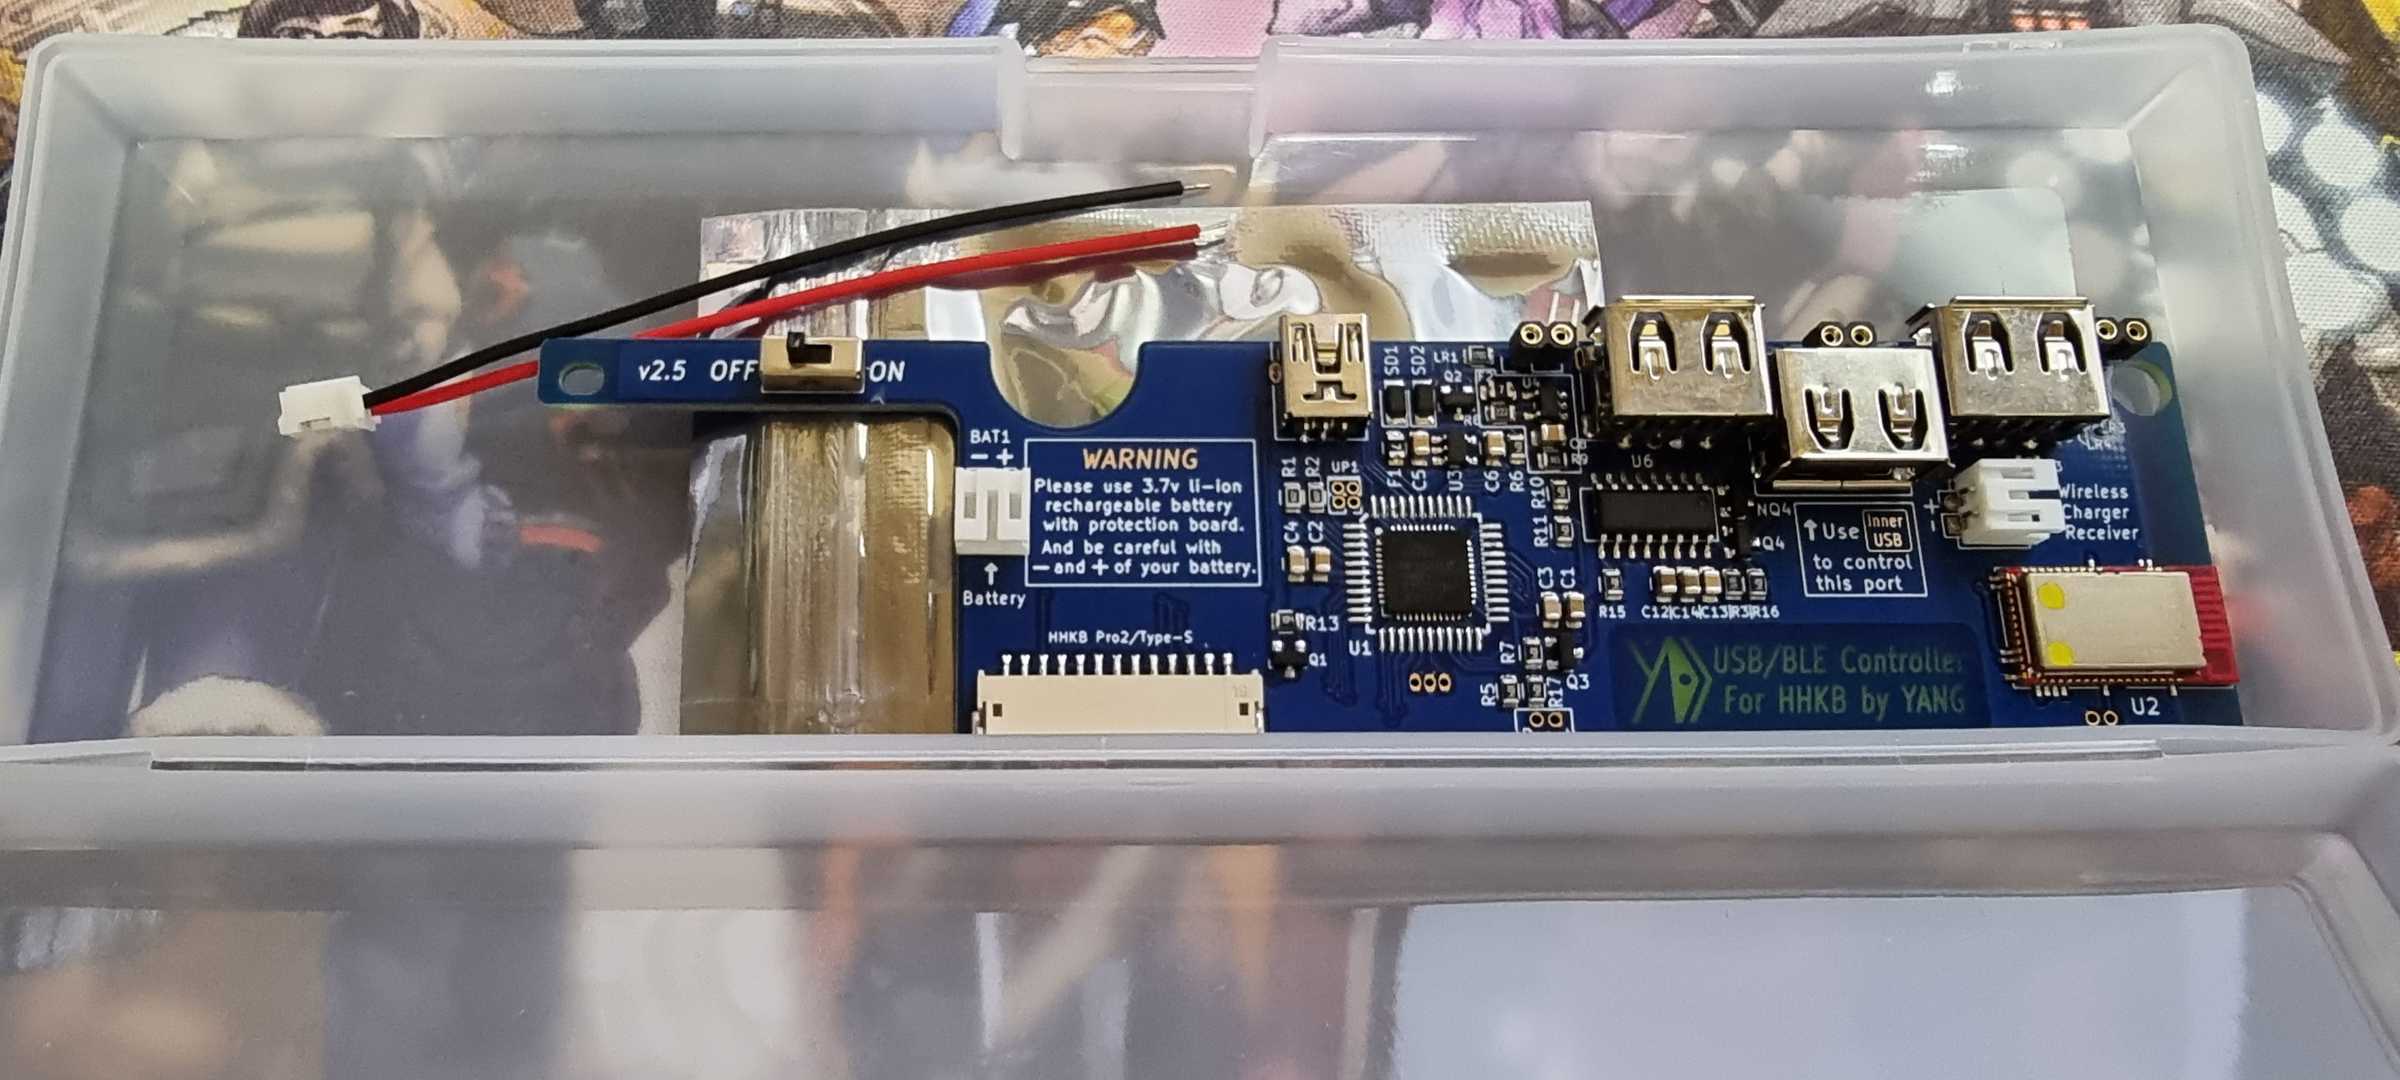 v2.5 OFF ON
BAT1
- +
WARNING
Please use 3.7v li-ion
rechargeable battery
with protection board.
And be careful with
- and + of your battery.
↑
Battery
HHKB Pro2/Type-S
SD1
SD2
LR1
Q2
R1
R2
UP1
F1
C5
U3
C6
R6
C4
C2
R10
R11
U6
NQ4
Q4
↑ Use inner USB
to control
this port
+
-
Wireless
Charger
Receiver
R13
Q1
U1
C3
C1
R7
R5
R17
Q3
R15
C12
C14
C13
R3
R16
USB/BLE Controller
For HHKB by YANG
U2